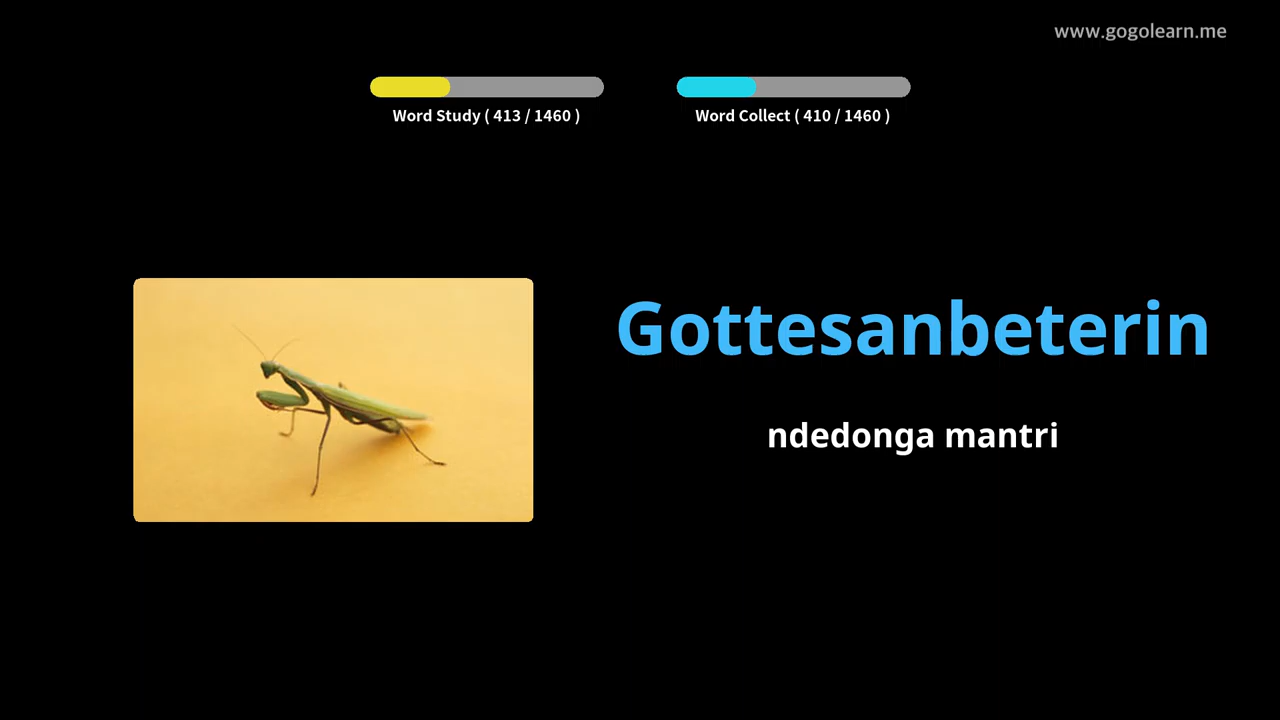 www.gogolearn.me
Word Study ( 413 / 1460 )
Word Collect ( 410 / 1460 )
Gottesanbeterin
ndedonga mantri